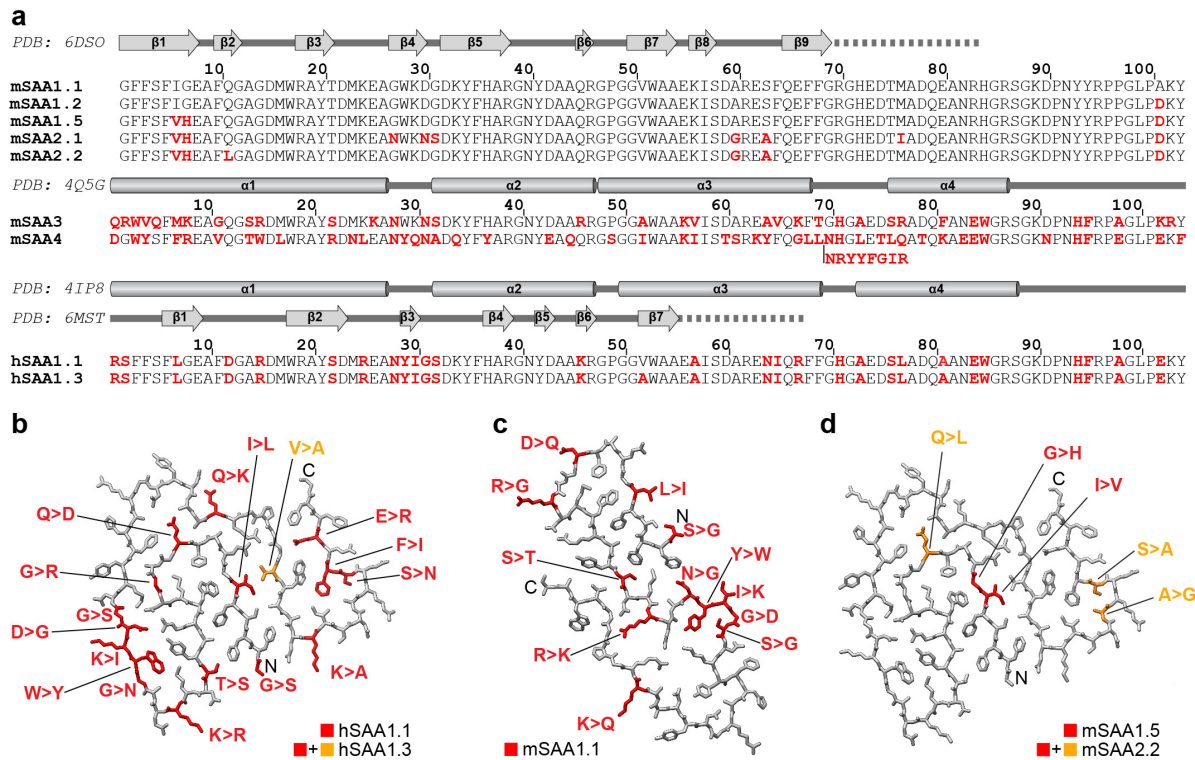 a
PDB: 6DSO β1 β2 β3 β4 β5 β6 β7 β8 β9
10 20 30 40 50 60 70 80 90 100
mSAA1.1 GFFSFIGEAFQGAGDMWRAYTDMKEAGWKDGDKYFHARGNYDAAQRGPGGVWAAEKISDARESFQEFFGRGHEDTMADQEANRHGRSGKDPNYYRPPGLPAKY
mSAA1.2 GFFSFIGEAFQGAGDMWRAYTDMKEAGWKDGDKYFHARGNYDAAQRGPGGVWAAEKISDARESFQEFFGRGHEDTMADQEANRHGRSGKDPNYYRPPGLPDKY
mSAA1.5 GFFSFVHEAFQGAGDMWRAYTDMKEAGWKDGDKYFHARGNYDAAQRGPGGVWAAEKISDARESFQEFFGRGHEDTMADQEANRHGRSGKDPNYYRPPGLPDKY
mSAA2.1 GFFSFVHEAFQGAGDMWRAYTDMKEANWKNSDKYFHARGNYDAAQRGPGGVWAAEKISDGREAFQEFFGRGHEDTIADQEANRHGRSGKDPNYYRPPGLPDKY
mSAA2.2 GFFSFVHEAFLGAGDMWRAYTDMKEAGWKDGDKYFHARGNYDAAQRGPGGVWAAEKISDGREAFQEFFGRGHEDTMADQEANRHGRSGKDPNYYRPPGLPDKY
PDB: 4Q5G α1 α2 α3 α4
10 20 30 40 50 60 70 80 90 100
mSAA3 QRWVQFMKEAGQGSRDMWRAYSDMKKANWKNSDKYFHARGNYDAARRGPGGAWAAKVISDAREAVQKFTGHGAEDSRADQFANEWGRSGKDPNHFRPAGLPKRY
mSAA4 DGWYSFFREAVQGTWDLWRAYRDNLEANYQNADQYFYARGNYEAQQRGSGGIWAAKIISTSRKYFQGLLNHGLETLQATQKAEEWGRSGKNPNHFRPEGLPEKF
NRYYFGIR
PDB: 4IP8 α1 α2 α3 α4
PDB: 6MST β1 β2 β3 β4 β5 β6 β7
10 20 30 40 50 60 70 80 90 100
hSAA1.1 RSFFSFLGEAFDGARDMWRAYSDMREANYIGSDKYFHARGNYDAAKRGPGGVWAAEAISDARENIQRFFGHGAEDSLADQAANEWGRSGKDPNHFRPAGLPEKY
hSAA1.3 RSFFSFLGEAFDGARDMWRAYSDMREANYIGSDKYFHARGNYDAAKRGPGGAWAAEAISDARENIQRFFGHGAEDSLADQAANEWGRSGKDPNHFRPAGLPEKY
b
I>L
V>A
Q>K
C
Q>D
E>R
F>I
G>R
S>N
G>S
D>G
K>I
W>Y
G>N
T>S
N
G>S
K>A
K>R
hSAA1.1
+ hSAA1.3
c
D>Q
R>G
L>I
N
S>G
S>T
Y>W
N>G
C
I>K
G>D
S>G
R>K
K>Q
mSAA1.1
d
Q>L
G>H
C
I>V
S>A
A>G
N
mSAA1.5
+ mSAA2.2